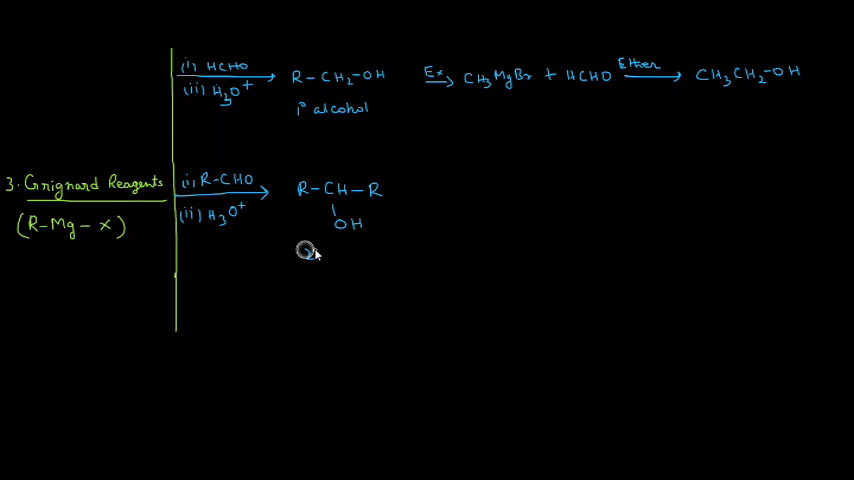 (i) HCHO
(ii) H3O+
R-CH2-OH
1° alcohol
Ex CH3MgBr + HCHO Ether CH3CH2-OH
3. Grignard Reagents
(R-Mg-X)
(i) R-CHO
(ii) H3O+
R-CH-R
OH
2